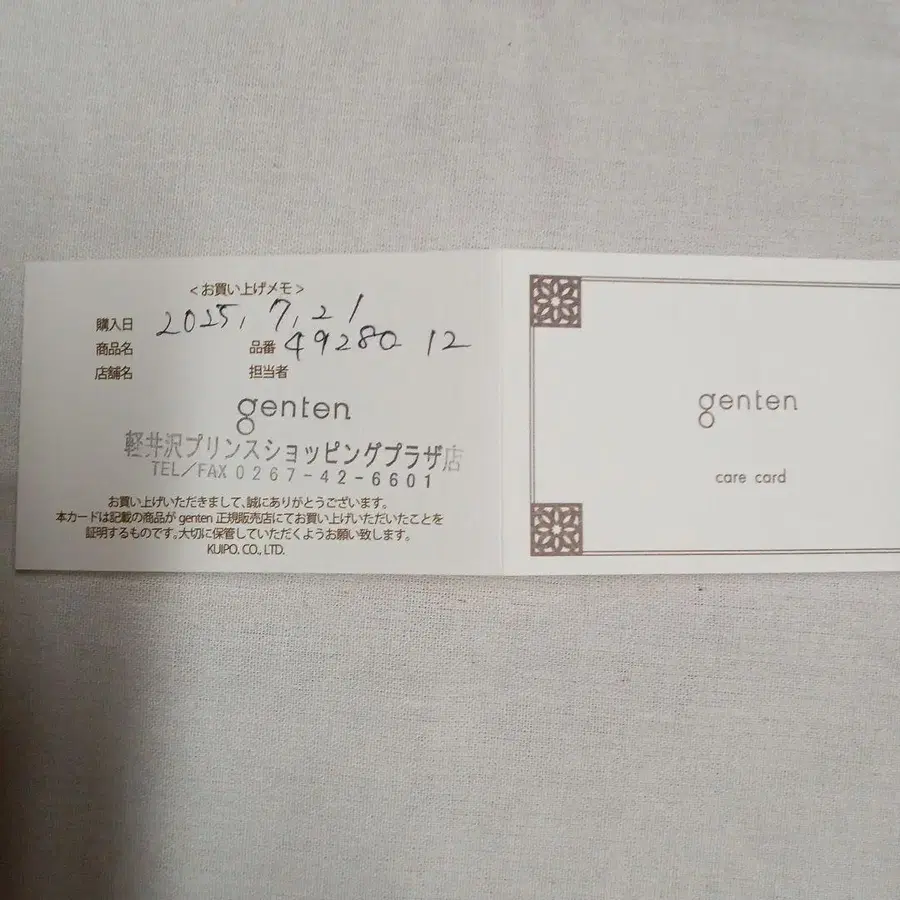 <お買い上げメモ>
購入日 2025, 7, 21
商品名 品番 49280 12
店舗名 担当者
genten
軽井沢プリンスショッピングプラザ店
TEL/FAX 0267-42-6601
お買い上げいただきまして、誠にありがとうございます。
本カードは記載の商品が genten 正規販売店にてお買い上げいただいたことを
証明するものです。大切に保管していただくようお願い致します。
KUIPO. CO., LTD.
genten
care card